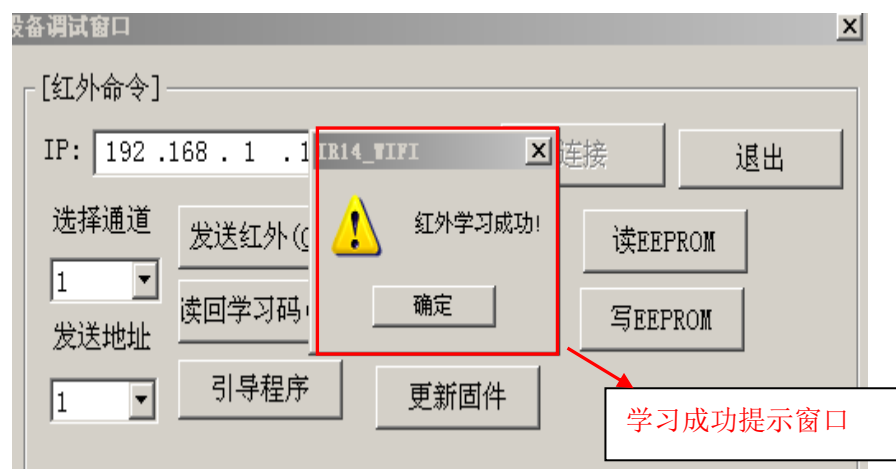 设备调试窗口
[红外命令]
IP: 192 .168 . 1 .1
IR14_WIFI
连接
退出
选择通道
发送红外(
红外学习成功!
读EEPROM
1
读回学习码
确定
写EEPROM
发送地址
1
引导程序
更新固件
学习成功提示窗口